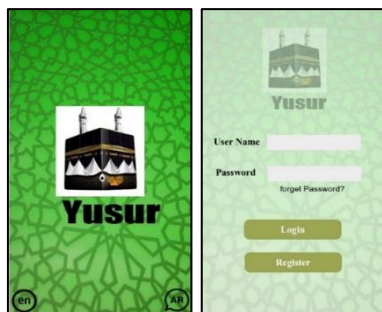 Yusur
en
AR
Yusur
User Name
Password
forget Password?
Login
Register